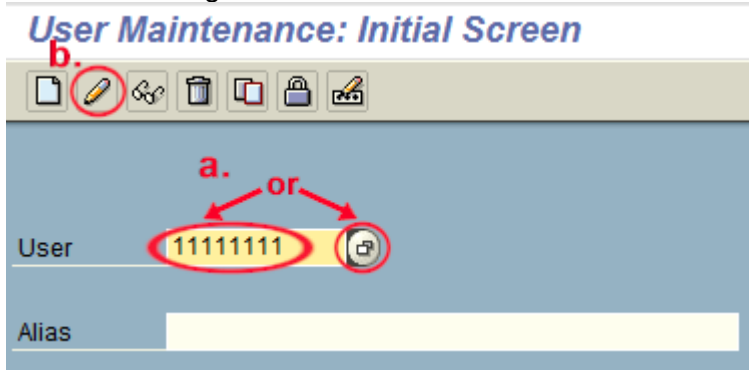 User Maintenance: Initial Screen
b.
a.
or
User 11111111
Alias